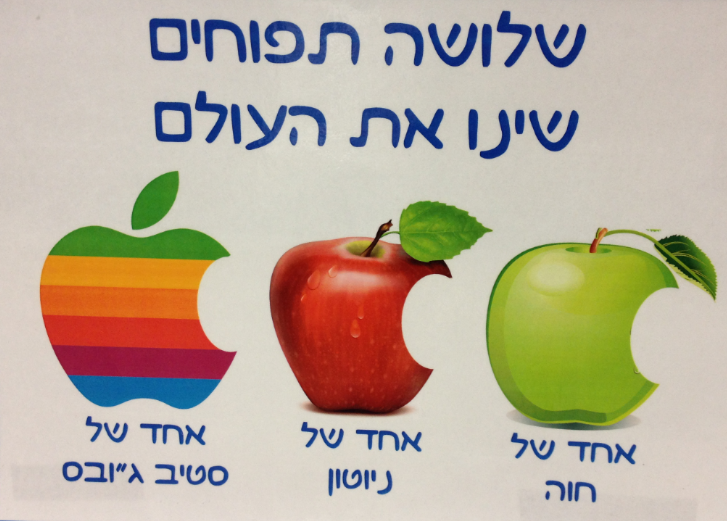 שלושה תפוחים
שינו את העולם
אחד של
חוה
אחד של
ניוטון
אחד של
סטיב ג״ובס